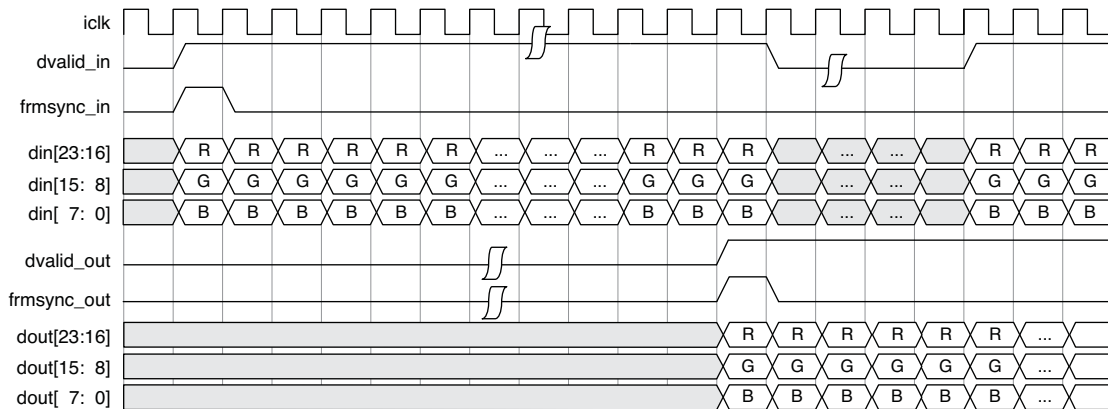 iclk
dvalid_in
frmsync_in
din[23:16] R R R R R R ... ... ... R R R ... ... R R R
din[15: 8] G G G G G G ... ... ... G G G ... ... G G G
din[ 7: 0] B B B B B B ... ... ... B B B ... ... B B B
dvalid_out
frmsync_out
dout[23:16] R R R R R R ...
dout[15: 8] G G G G G G ...
dout[ 7: 0] B B B B B B ...